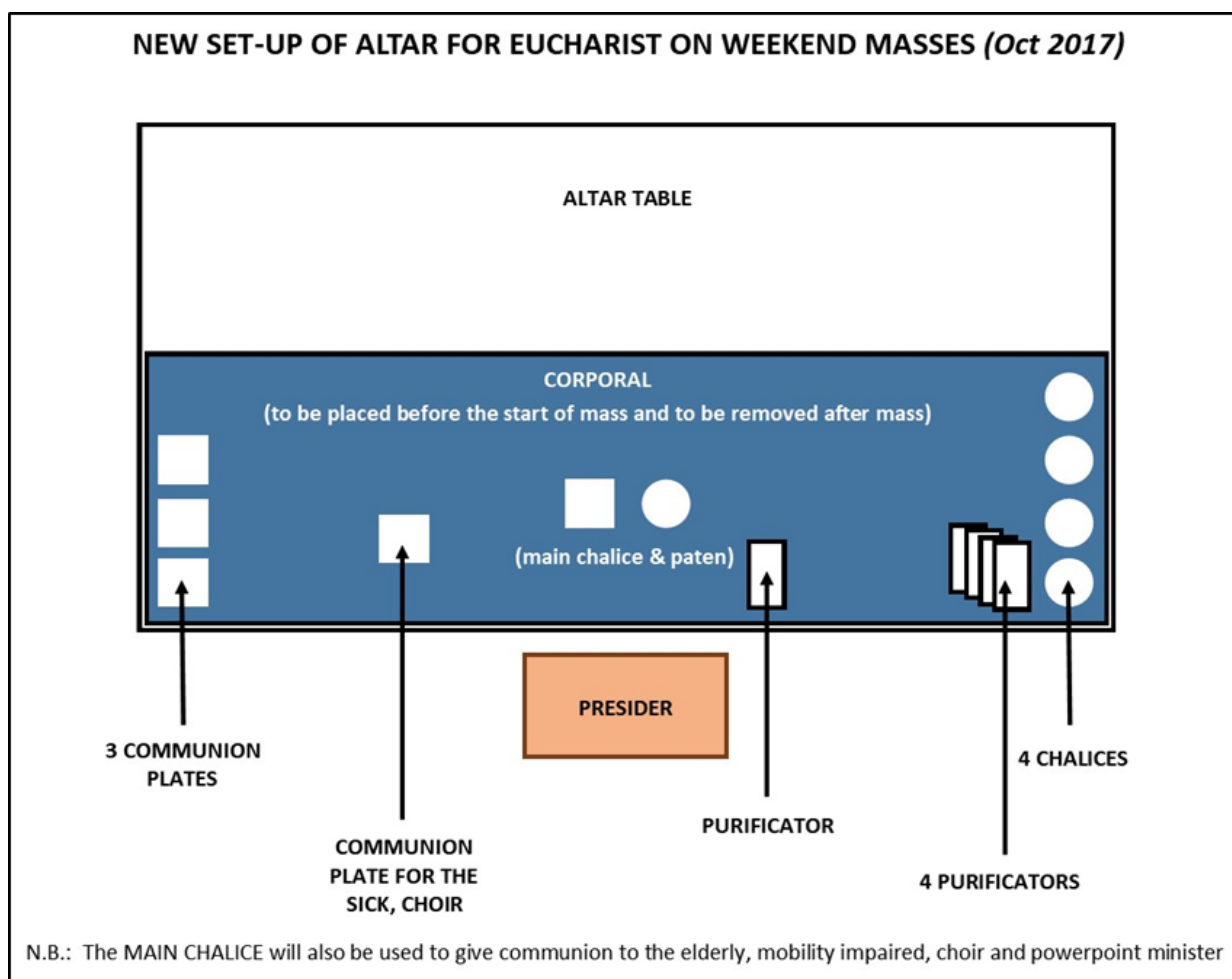 NEW SET-UP OF ALTAR FOR EUCHARIST ON WEEKEND MASSES (Oct 2017)
ALTAR TABLE
CORPORAL
(to be placed before the start of mass and to be removed after mass)
(main chalice & paten)
PRESIDER
3 COMMUNION
PLATES
4 CHALICES
PURIFICATOR
COMMUNION
PLATE FOR THE
SICK, CHOIR
4 PURIFICATORS
N.B.: The MAIN CHALICE will also be used to give communion to the elderly, mobility impaired, choir and powerpoint minister